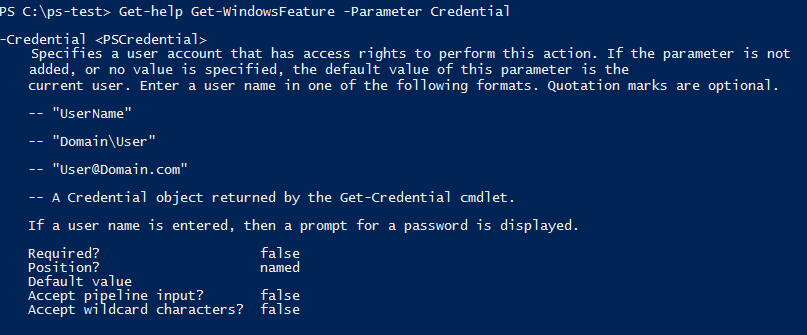 PS C:\ps-test> Get-help Get-WindowsFeature -Parameter Credential
-Credential <PSCredential>
Specifies a user account that has access rights to perform this action. If the parameter is not
added, or no value is specified, the default value of this parameter is the
current user. Enter a user name in one of the following formats. Quotation marks are optional.
-- "UserName"
-- "Domain\User"
-- "User@Domain.com"
-- A Credential object returned by the Get-Credential cmdlet.
If a user name is entered, then a prompt for a password is displayed.
Required? false
Position? named
Default value
Accept pipeline input? false
Accept wildcard characters? false